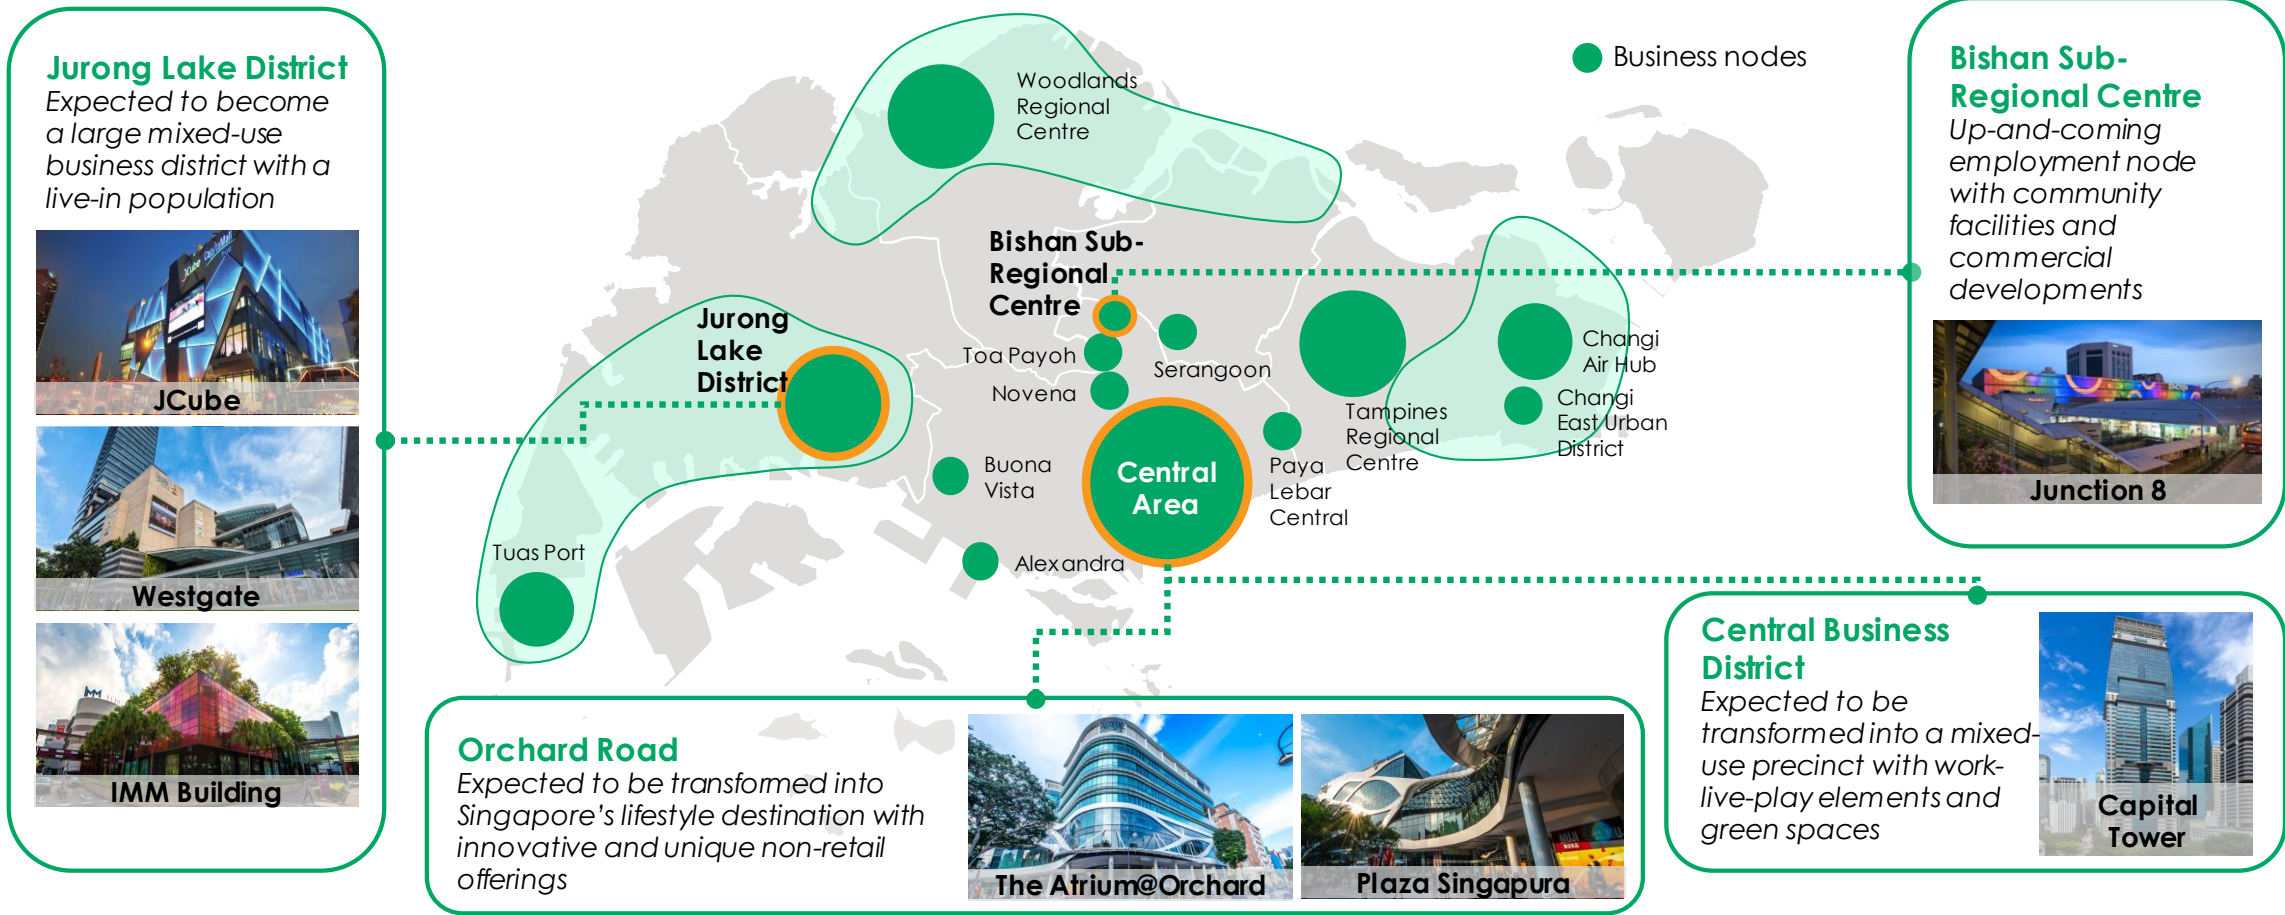 Jurong Lake District
Expected to become
a large mixed-use
business district with a
live-in population
JCube
Westgate
IMM
IMM Building
Business nodes
Woodlands
Regional
Centre
Bishan Sub-
Regional
Centre
Jurong
Lake
District
Toa Payoh
Novena
Serangoon
Changi
Air Hub
Changi
East Urban
District
Tampines
Regional
Centre
Paya
Lebar
Central
Central
Area
Buona
Vista
Alexandra
Tuas Port
Bishan Sub-
Regional Centre
Up-and-coming
employment node
with community
facilities and
commercial
developments
Junction 8
Orchard Road
Expected to be transformed into
Singapore’s lifestyle destination with
innovative and unique non-retail
offerings
The Atrium@Orchard
MUJI
Plaza Singapura
Central Business
District
Expected to be
transformed into a mixed-
use precinct with work-
live-play elements and
green spaces
Capital
Tower